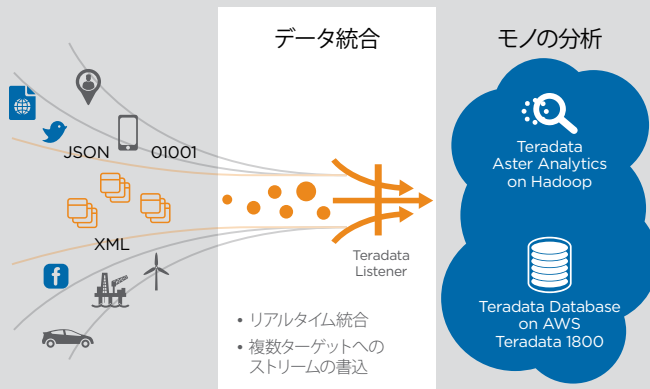 データ統合
モノの分析
JSON
01001
XML
Teradata
Listener
• リアルタイム統合
• 複数ターゲットへの
ストリームの書込
Teradata
Aster Analytics
on Hadoop
Teradata Database
on AWS
Teradata 1800